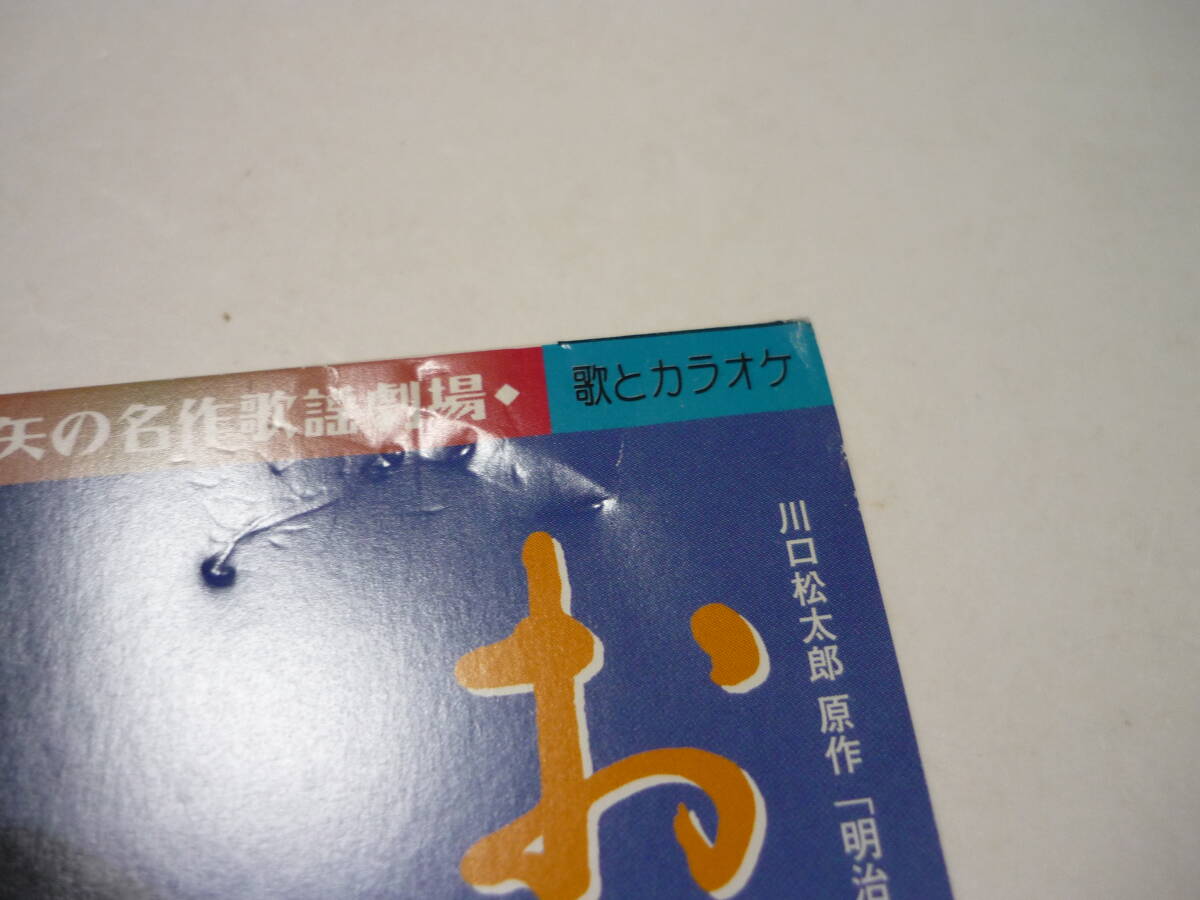 矢の名作歌謡劇場◆
歌とカラオケ
川口松太郎 原作 「明治
お